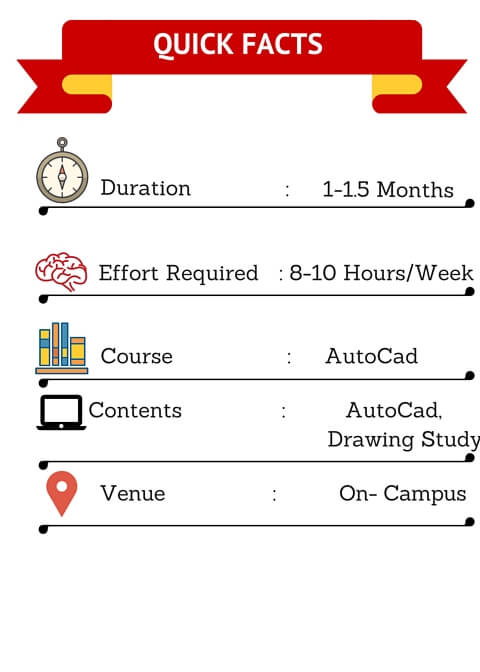 QUICK FACTS
Duration : 1-1.5 Months
Effort Required : 8-10 Hours/Week
Course : AutoCad
Contents : AutoCad,
Drawing Study
Venue : On- Campus